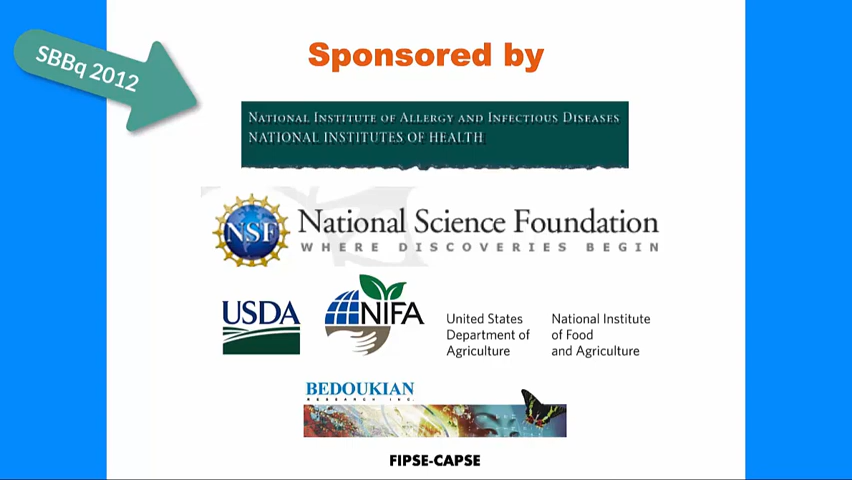 SBBq 2012
Sponsored by
National Institute of Allergy and Infectious Diseases
NATIONAL INSTITUTES OF HEALTH
NSF
National Science Foundation
WHERE DISCOVERIES BEGIN
USDA
NIFA
United States
Department of
Agriculture
National Institute
of Food
and Agriculture
BEDOUKIAN
RESEARCH INC.
FIPSE-CAPSE